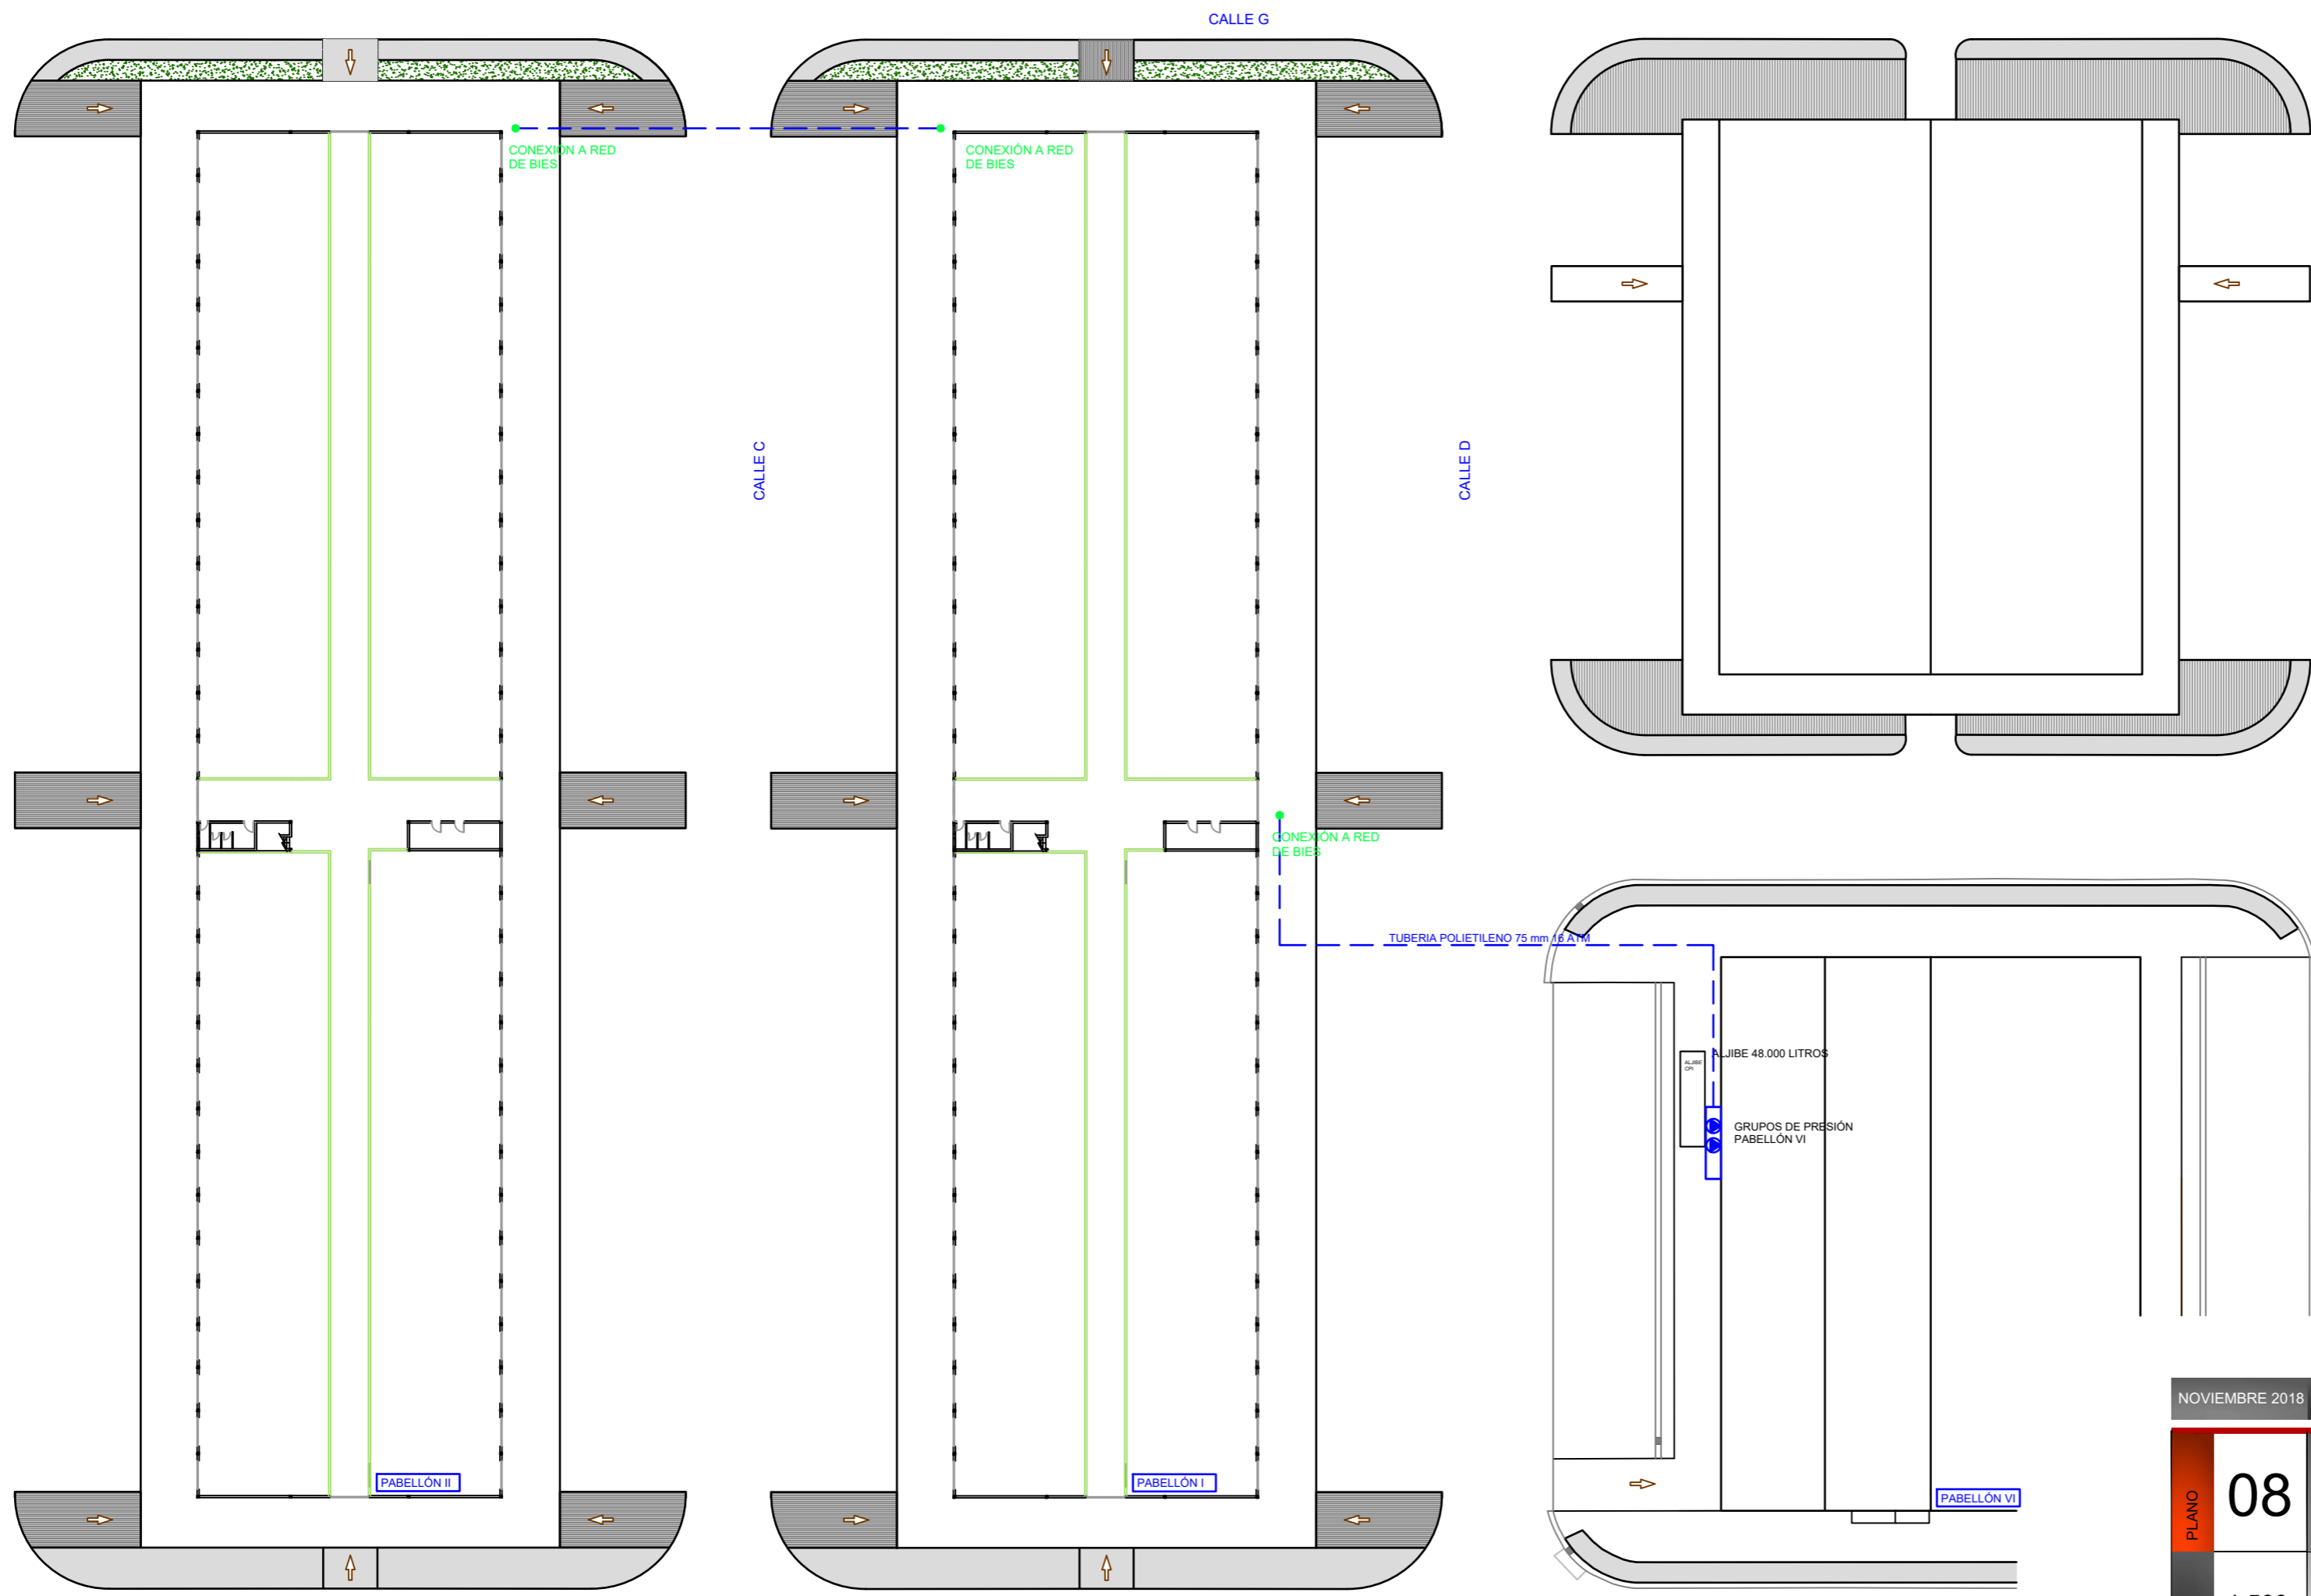 CALLE G
CONEXIÓN A RED
DE BIES
CONEXIÓN A RED
DE BIES
CALLE C
CALLE D
CONEXIÓN A RED
DE BIES
TUBERIA POLIETILENO 75 mm 16 ATM
ALJIBE 48.000 LITROS
ALJIBE
CPI
GRUPOS DE PRESIÓN
PABELLÓN VI
NOVIEMBRE 2018
PABELLÓN II
PABELLÓN I
PABELLÓN VI
PLANO
08